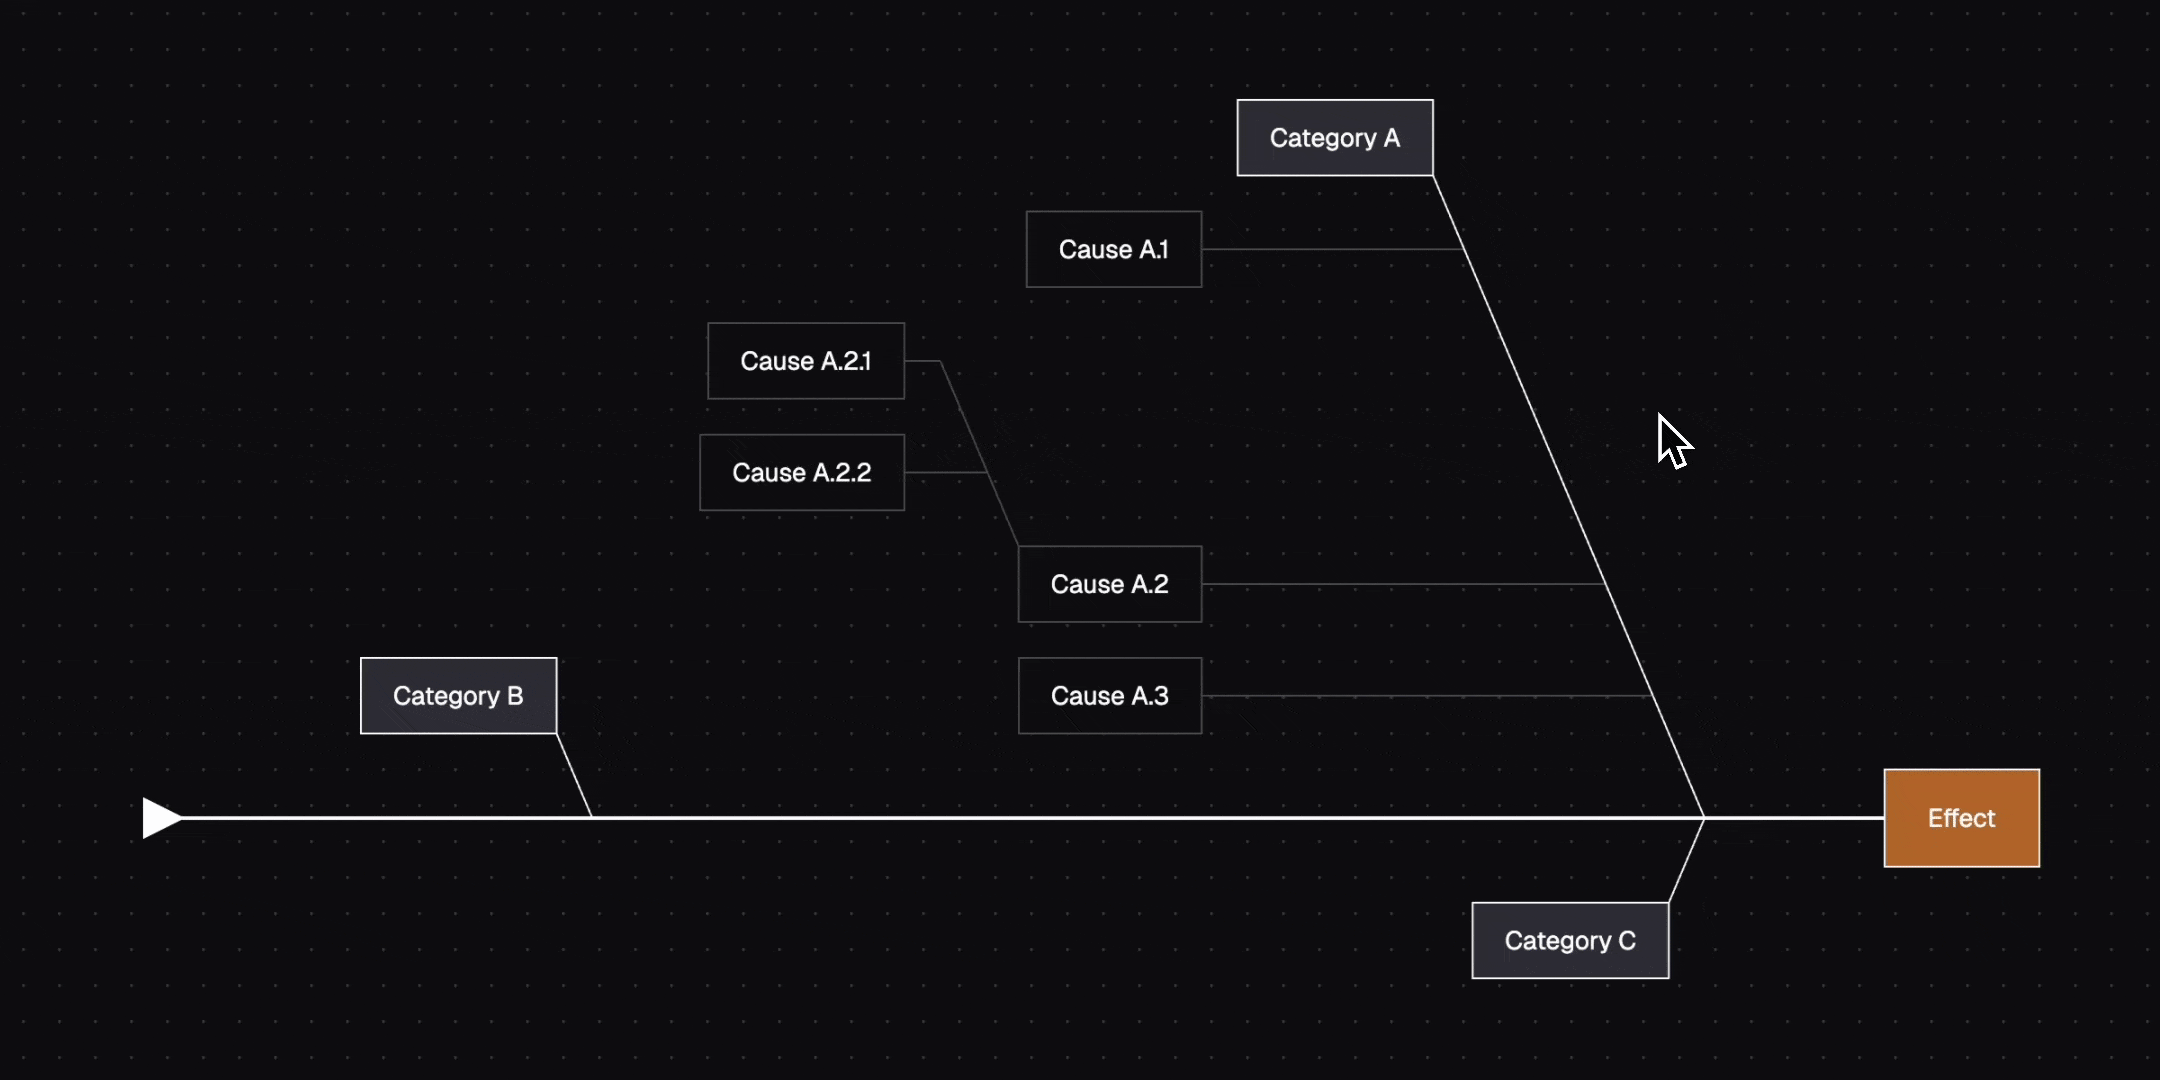 Category A
Cause A.1
Cause A.2.1
Cause A.2.2
Cause A.2
Category B
Cause A.3
Effect
Category C